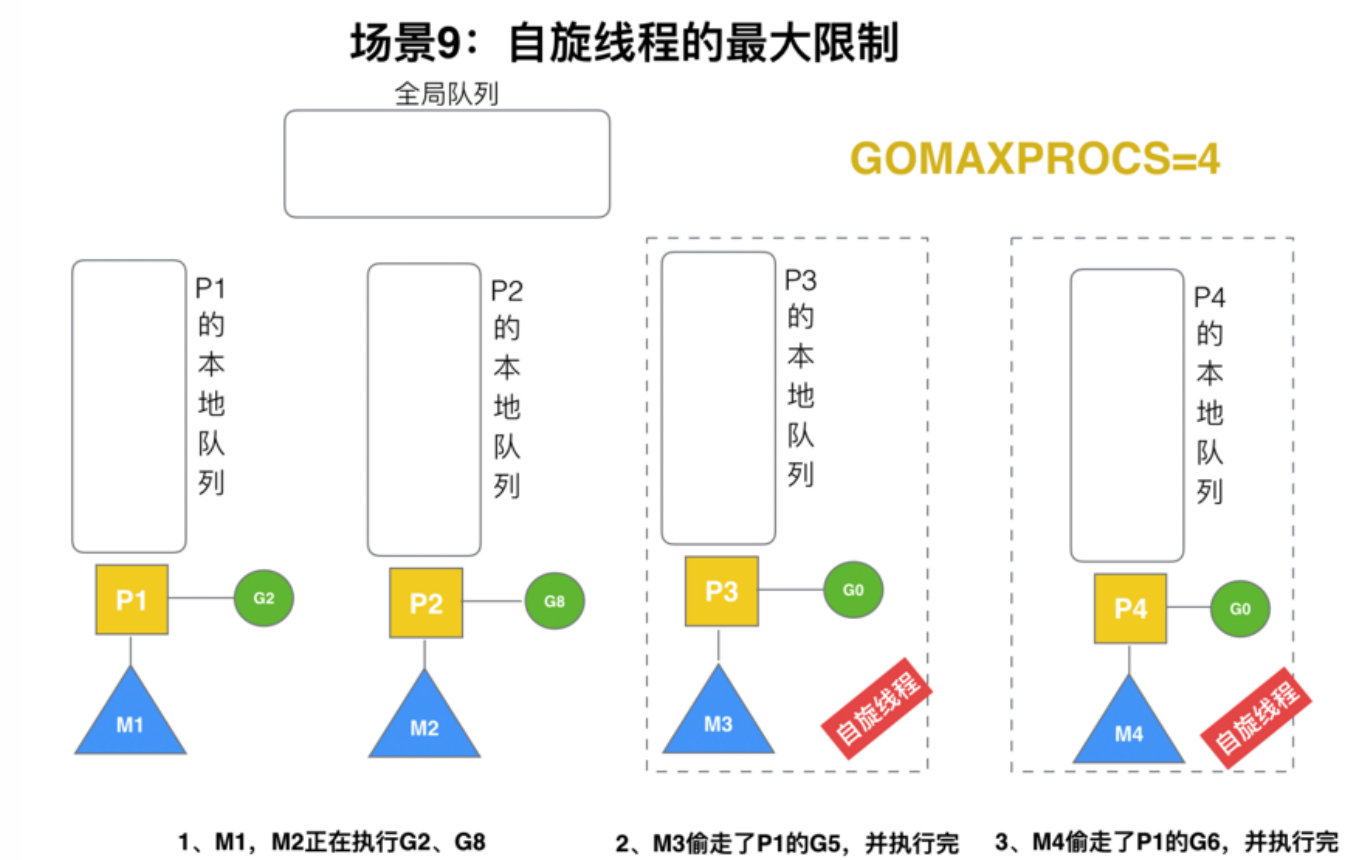 场景9：自旋线程的最大限制
全局队列
GOMAXPROCS=4
P1的本地队列
P2的本地队列
P3的本地队列
P4的本地队列
P1
G2
P2
G8
P3
G0
P4
G0
M1
M2
M3
自旋线程
M4
自旋线程
1、M1，M2正在执行G2、G8
2、M3偷走了P1的G5，并执行完
3、M4偷走了P1的G6，并执行完